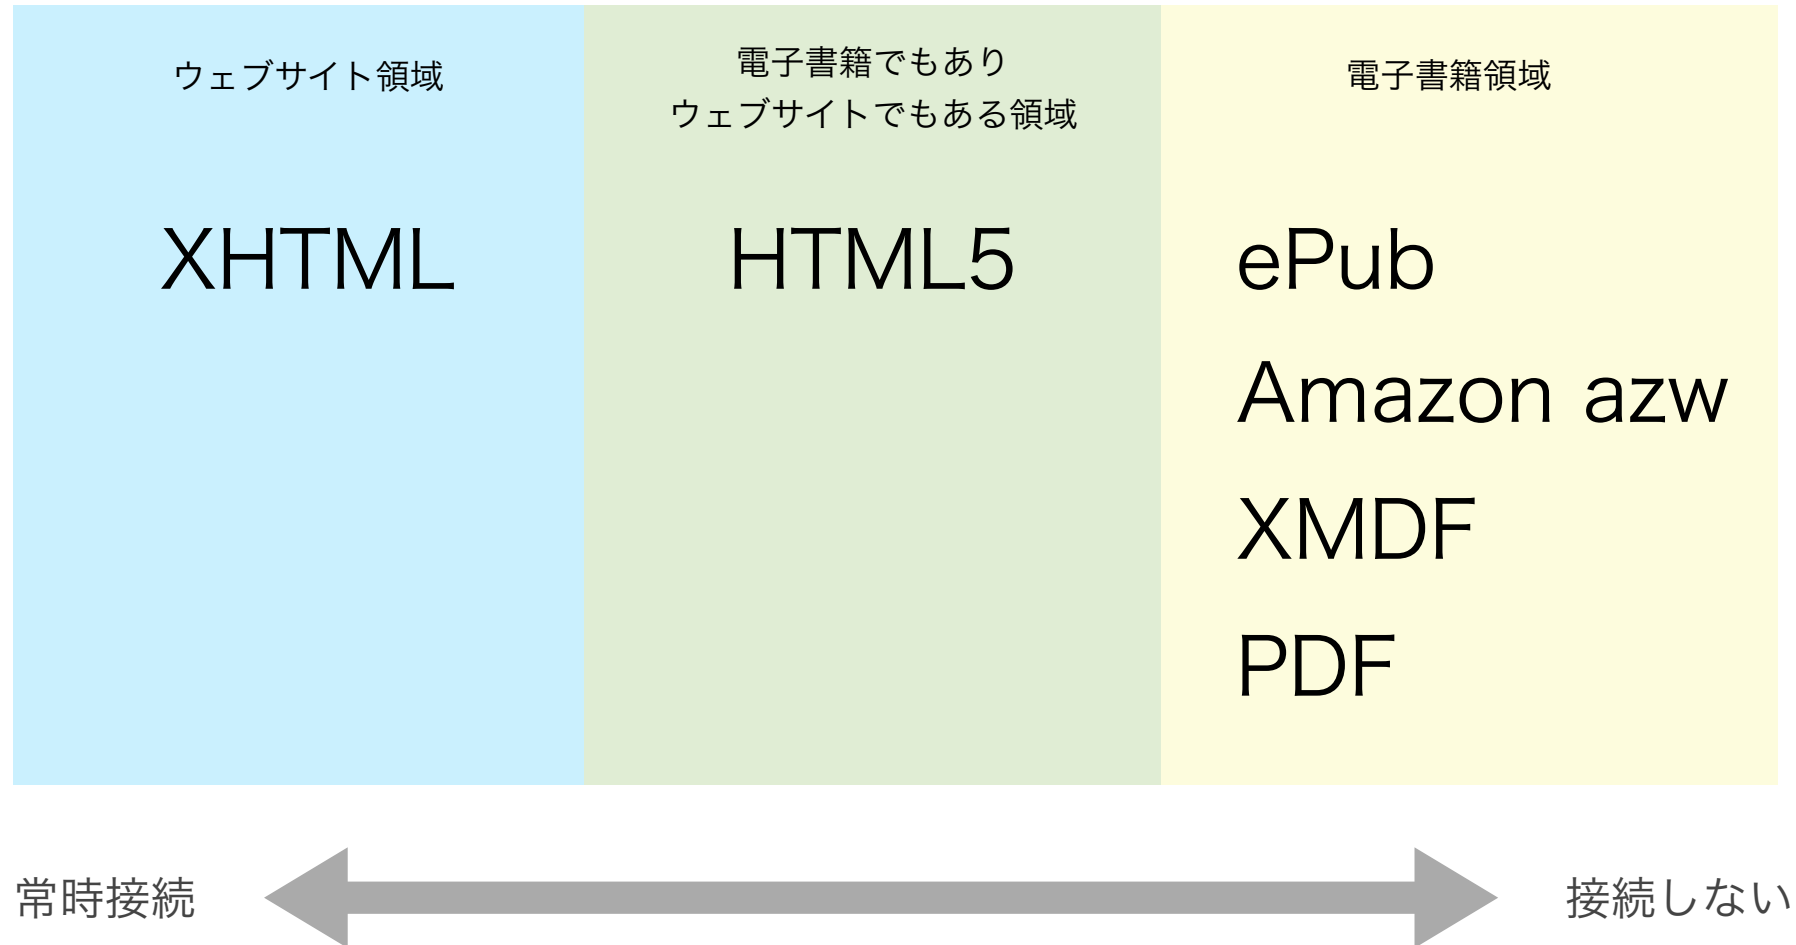 ウェブサイト領域
XHTML
電子書籍でもあり
ウェブサイトでもある領域
HTML5
電子書籍領域
ePub
Amazon azw
XMDF
PDF
常時接続
接続しない